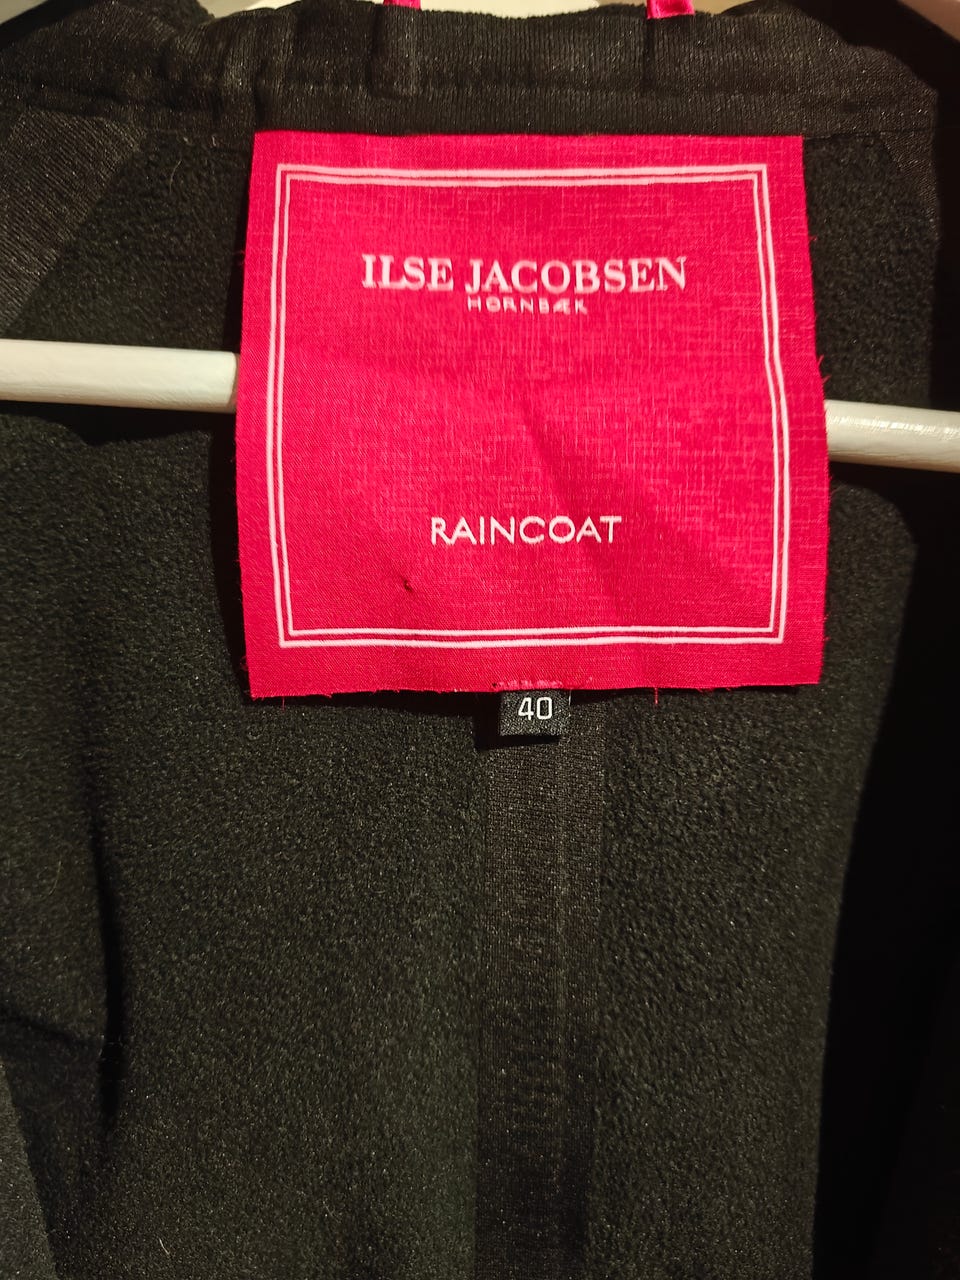 ILSE JACOBSEN
HORNBÆK
RAINCOAT
40